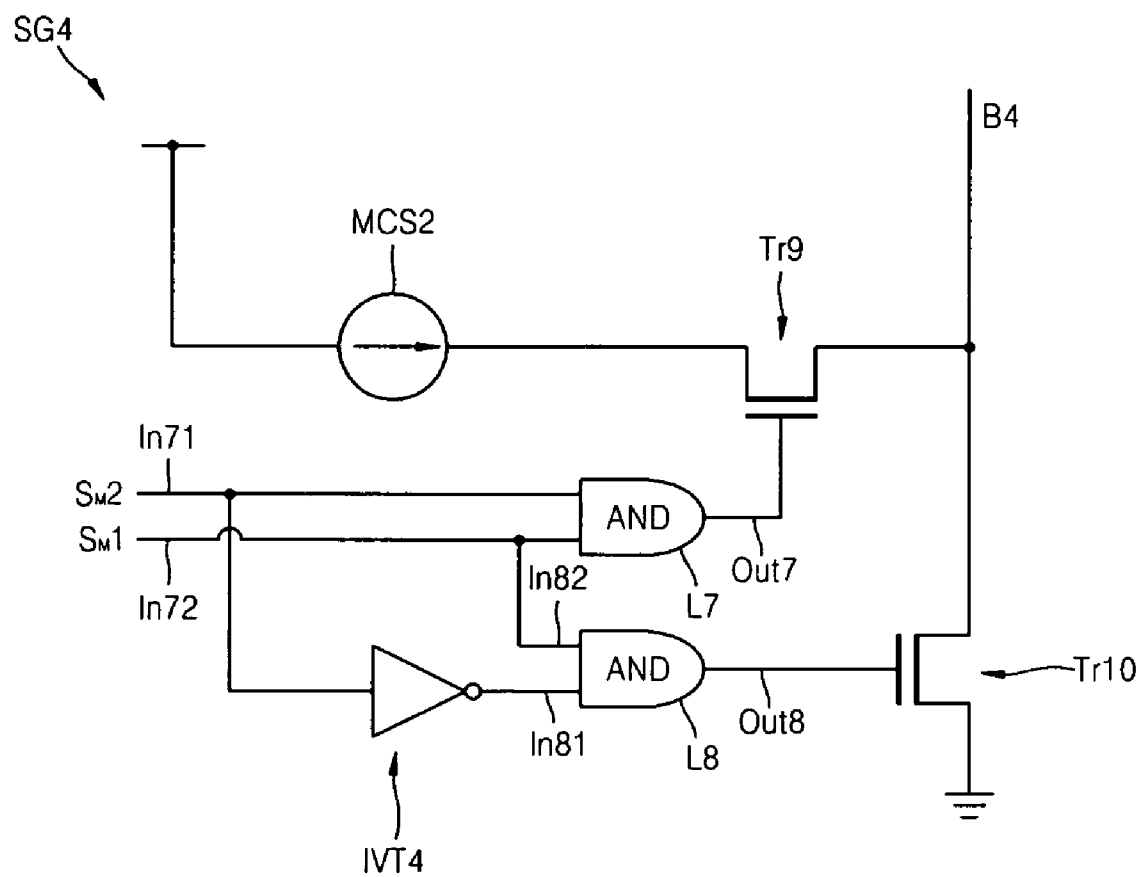 SG4
B4
MCS2
Tr9
In71
SM2
AND
SM1
In82
Out7
In72
L7
AND
Tr10
In81
Out8
L8
IVT4